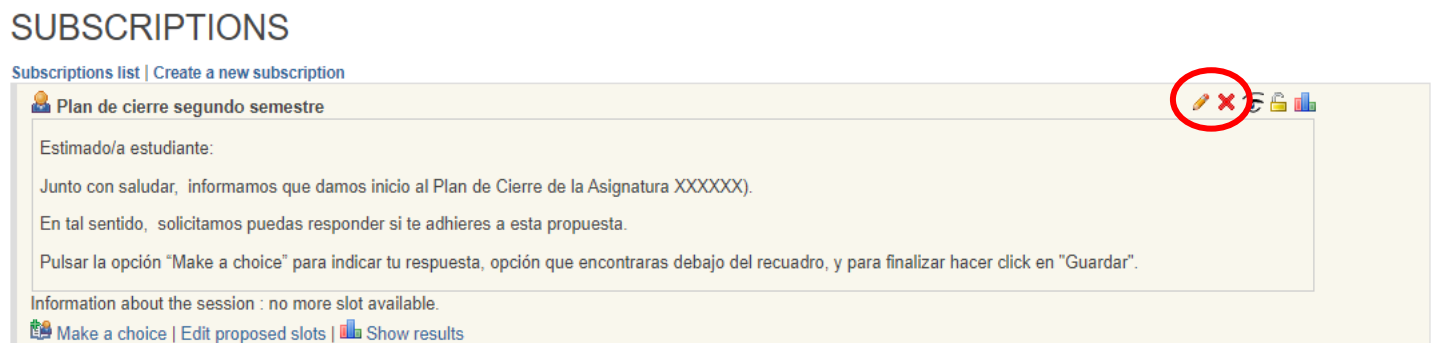 SUBSCRIPTIONS
Subscriptions list | Create a new subscription
Plan de cierre segundo semestre
Estimado/a estudiante:
Junto con saludar, informamos que damos inicio al Plan de Cierre de la Asignatura XXXXXX).
En tal sentido, solicitamos puedas responder si te adhieres a esta propuesta.
Pulsar la opción “Make a choice” para indicar tu respuesta, opción que encontraras debajo del recuadro, y para finalizar hacer click en "Guardar".
Information about the session : no more slot available.
Make a choice | Edit proposed slots | Show results